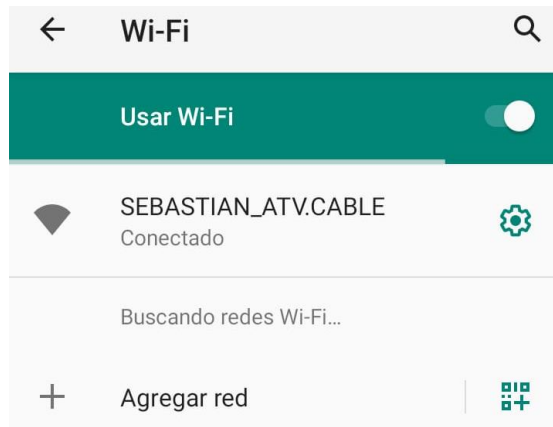 Wi-Fi
Usar Wi-Fi
SEBASTIAN_ATV.CABLE
Conectado
Buscando redes Wi-Fi...
Agregar red